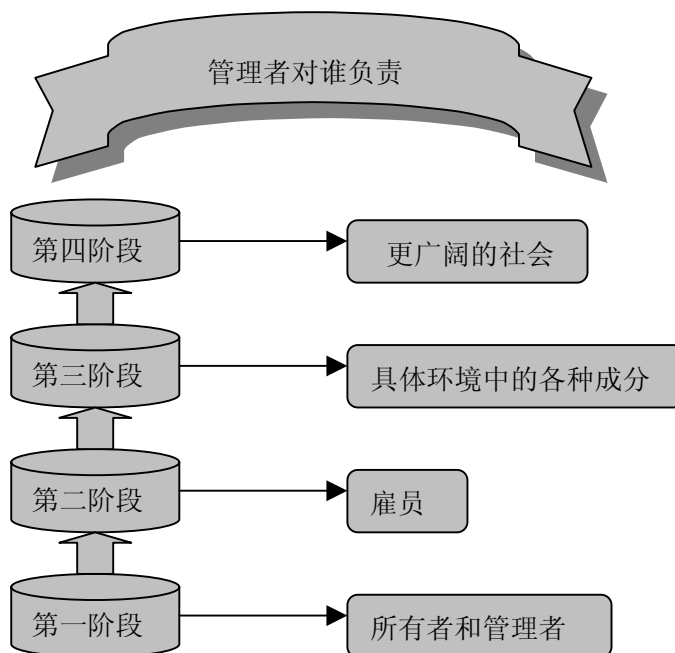 管理者对谁负责
第四阶段
更广阔的社会
第三阶段
具体环境中的各种成分
第二阶段
雇员
第一阶段
所有者和管理者